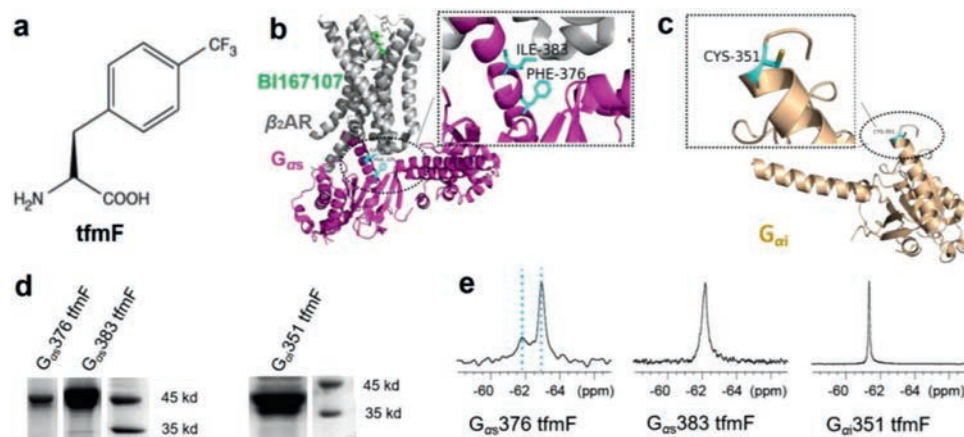 a
CF₃
H₂N
COOH
tfmF
b
BI167107
β₂AR
Gαs
ILE-383
PHE-376
c
CYS-351
CYS-351
Gαi
d
Gαs376 tfmF
Gαs383 tfmF
45 kd
35 kd
Gαi351 tfmF
45 kd
35 kd
e
-60 -62 -64 (ppm)
Gαs376 tfmF
-60 -62 -64 (ppm)
Gαs383 tfmF
-60 -62 -64 (ppm)
Gαi351 tfmF